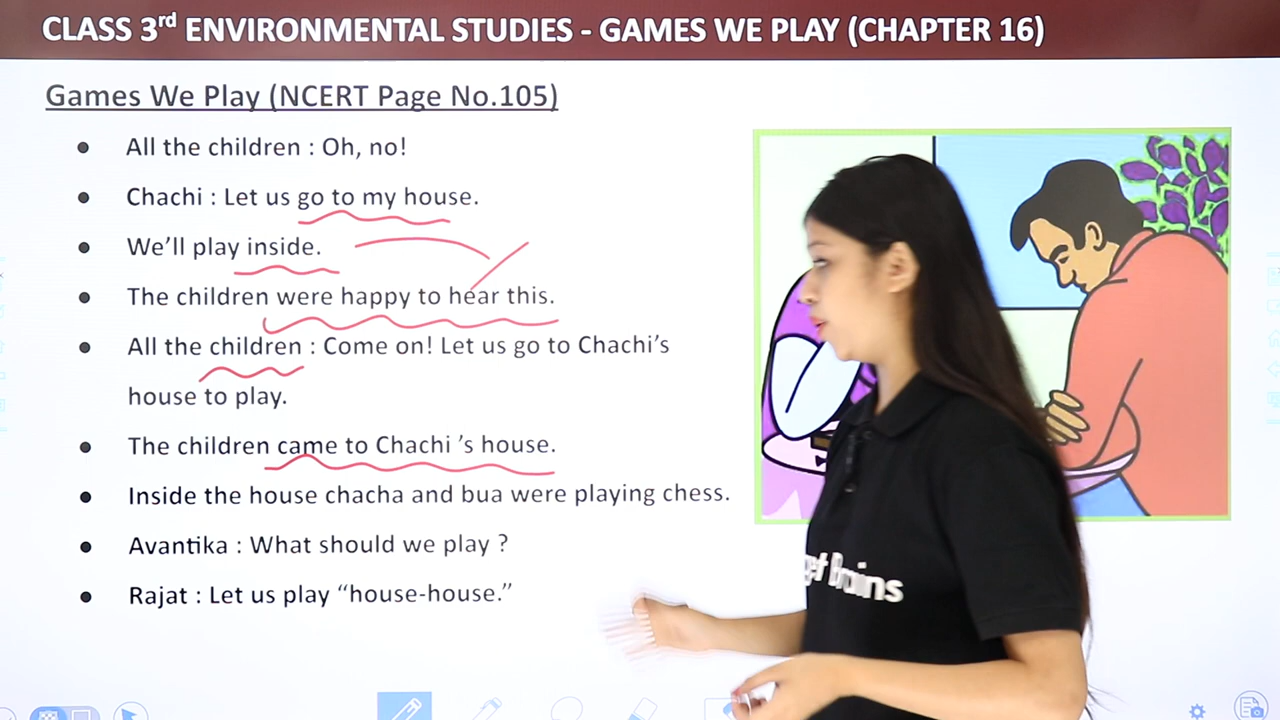 CLASS 3rd ENVIRONMENTAL STUDIES - GAMES WE PLAY (CHAPTER 16)
Games We Play (NCERT Page No.105)
• All the children : Oh, no!
• Chachi : Let us go to my house.
• We’ll play inside.
• The children were happy to hear this.
• All the children : Come on! Let us go to Chachi’s
house to play.
• The children came to Chachi ’s house.
• Inside the house chacha and bua were playing chess.
• Avantika : What should we play ?
• Rajat : Let us play “house-house.”
Brains